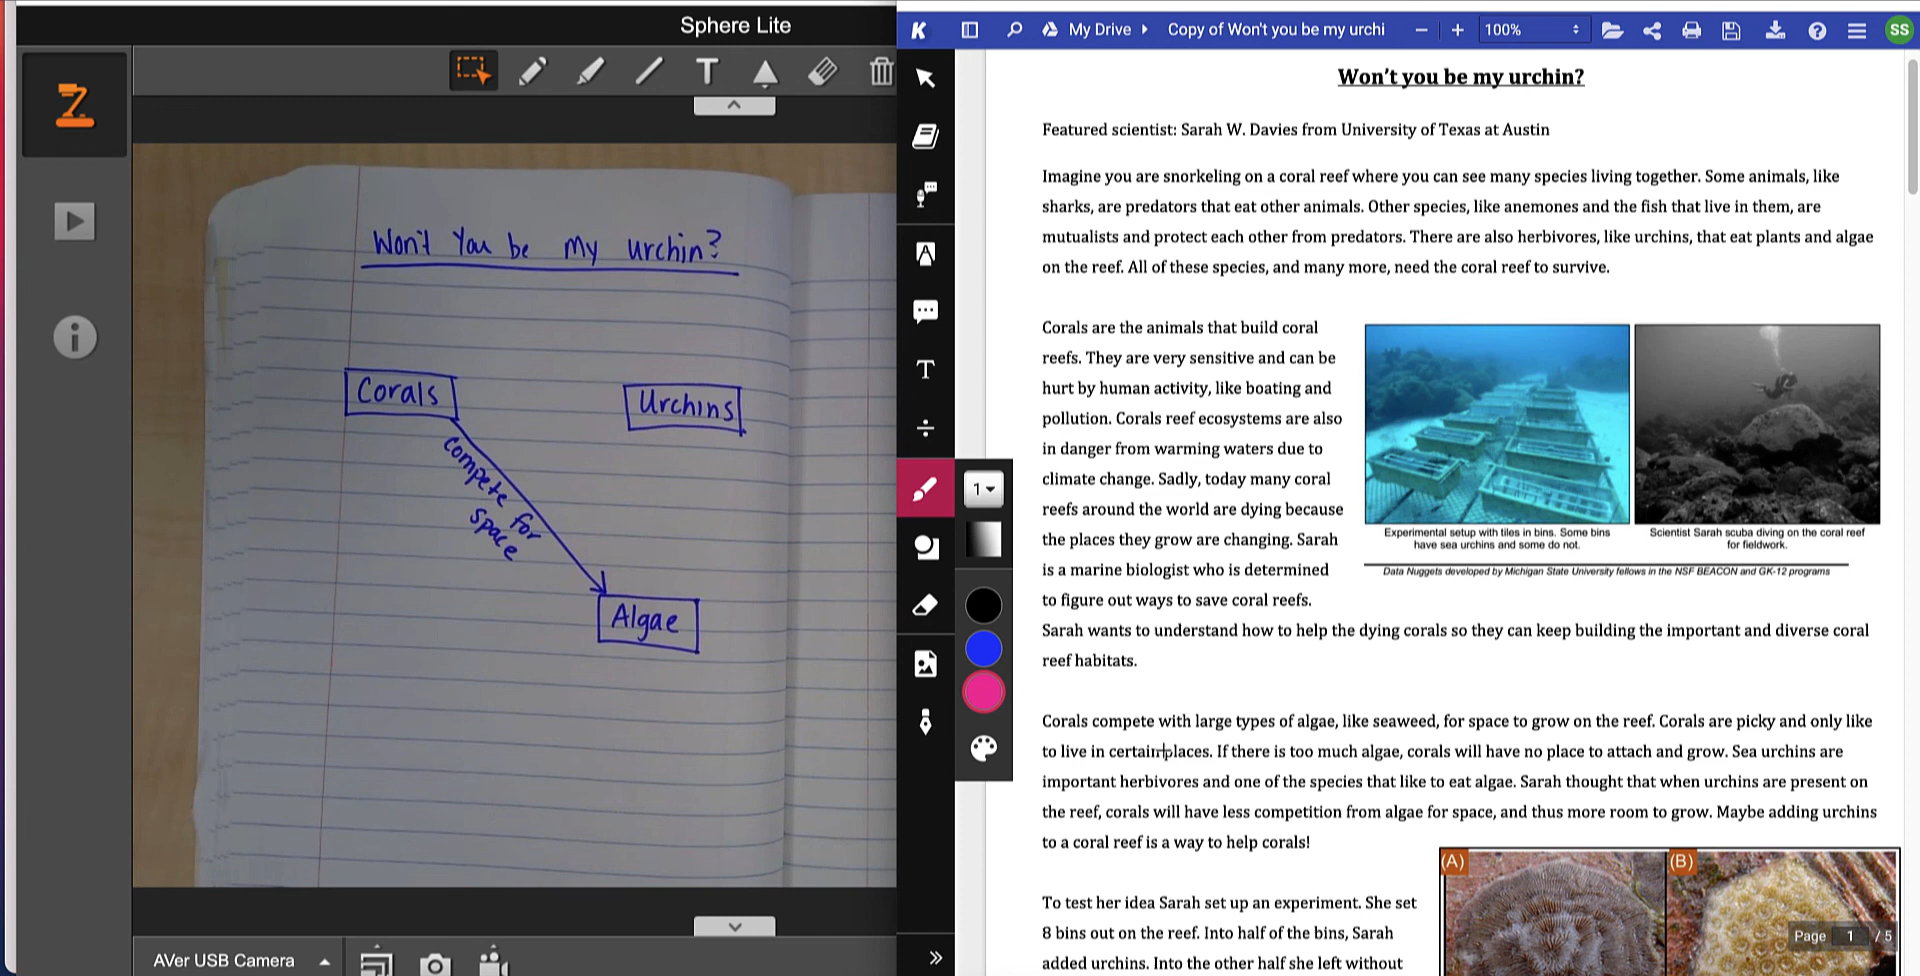 Sphere Lite
Won't You be my urchin?
Corals
Urchins
compete for
space
Algae
AVer USB Camera
My Drive
Copy of Won't you be my urchi
100%
SS
1
Won't you be my urchin?
Featured scientist: Sarah W. Davies from University of Texas at Austin
Imagine you are snorkeling on a coral reef where you can see many species living together. Some animals, like
sharks, are predators that eat other animals. Other species, like anemones and the fish that live in them, are
mutualists and protect each other from predators. There are also herbivores, like urchins, that eat plants and algae
on the reef. All of these species, and many more, need the coral reef to survive.
Corals are the animals that build coral
reefs. They are very sensitive and can be
hurt by human activity, like boating and
pollution. Corals reef ecosystems are also
in danger from warming waters due to
climate change. Sadly, today many coral
reefs around the world are dying because
the places they grow are changing. Sarah
is a marine biologist who is determined
to figure out ways to save coral reefs.
Sarah wants to understand how to help the dying corals so they can keep building the important and diverse coral
reef habitats.
Experimental setup with tiles in bins. Some bins
have sea urchins and some do not.
Scientist Sarah scuba diving on the coral reef
for fieldwork.
Data Nuggets developed by Michigan State University fellows in the NSF BEACON and GK-12 programs
Corals compete with large types of algae, like seaweed, for space to grow on the reef. Corals are picky and only like
to live in certain places. If there is too much algae, corals will have no place to attach and grow. Sea urchins are
important herbivores and one of the species that like to eat algae. Sarah thought that when urchins are present on
the reef, corals will have less competition from algae for space, and thus more room to grow. Maybe adding urchins
to a coral reef is a way to help corals!
To test her idea Sarah set up an experiment. She set
8 bins out on the reef. Into half of the bins, Sarah
added urchins. Into the other half she left without
(A)
(B)
Page 1 / 5